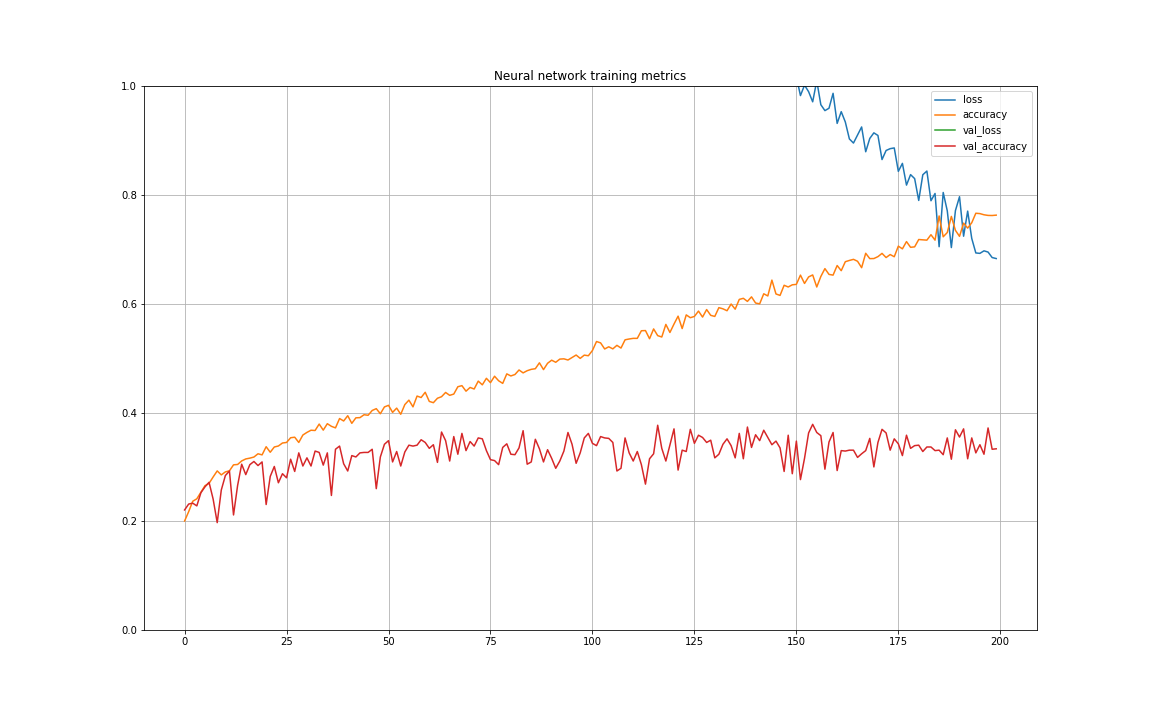 Neural network training metrics
1.0
0.8
0.6
0.4
0.2
0.0
loss
accuracy
val_loss
val_accuracy
0 25 50 75 100 125 150 175 200